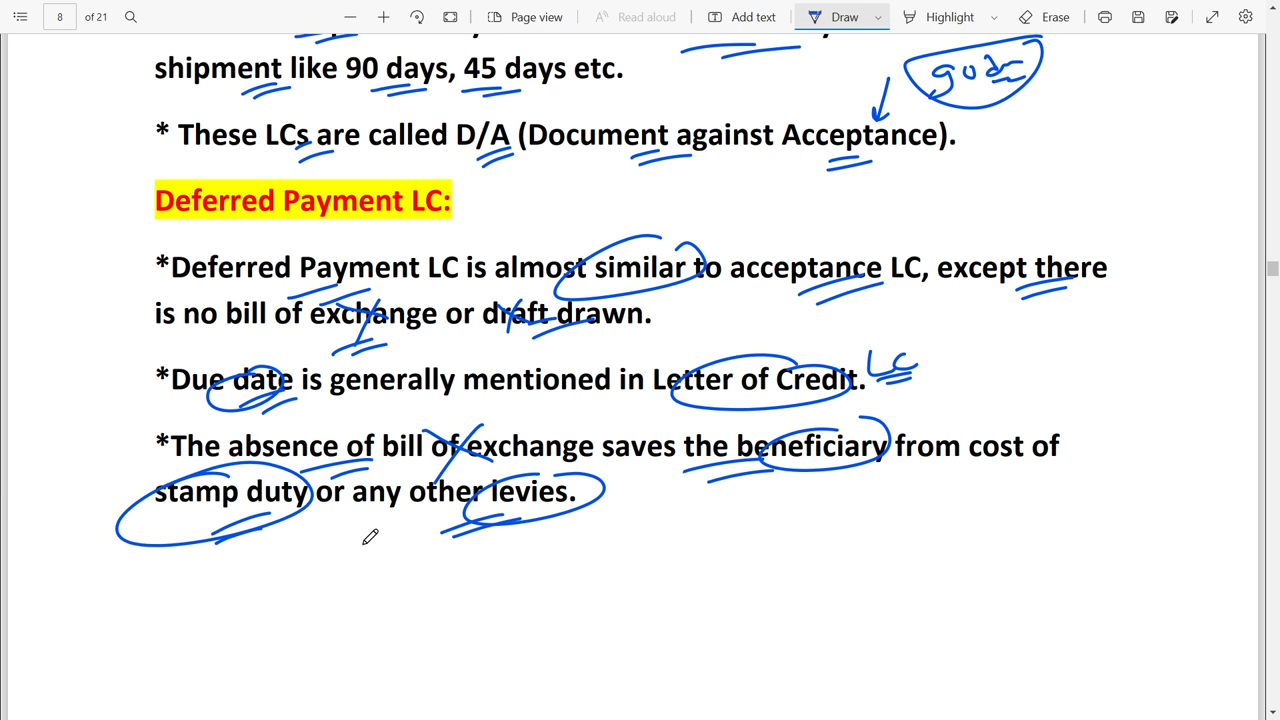 8 of 21 Page view Read aloud Add text Draw Highlight Erase
shipment like 90 days, 45 days etc.
* These LCs are called D/A (Document against Acceptance).
Deferred Payment LC:
*Deferred Payment LC is almost similar to acceptance LC, except there
is no bill of exchange or draft drawn.
*Due date is generally mentioned in Letter of Credit. LC
*The absence of bill of exchange saves the beneficiary from cost of
stamp duty or any other levies.